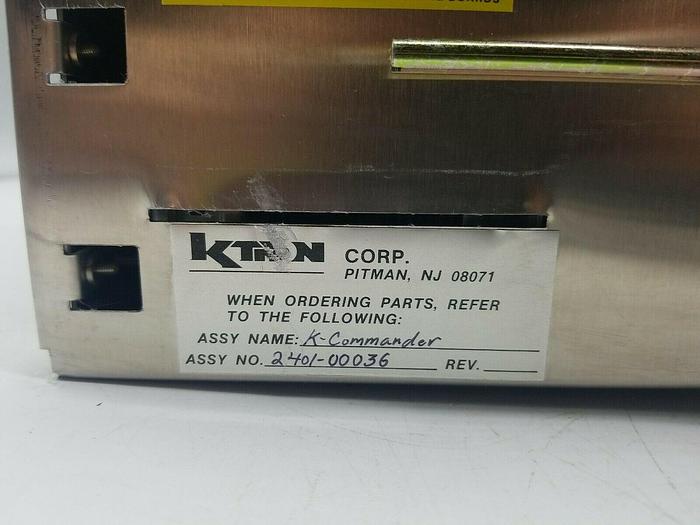 K-TRON CORP.
PITMAN, NJ 08071
WHEN ORDERING PARTS, REFER
TO THE FOLLOWING:
ASSY NAME: K-Commander
ASSY NO. 2401-00036 REV.